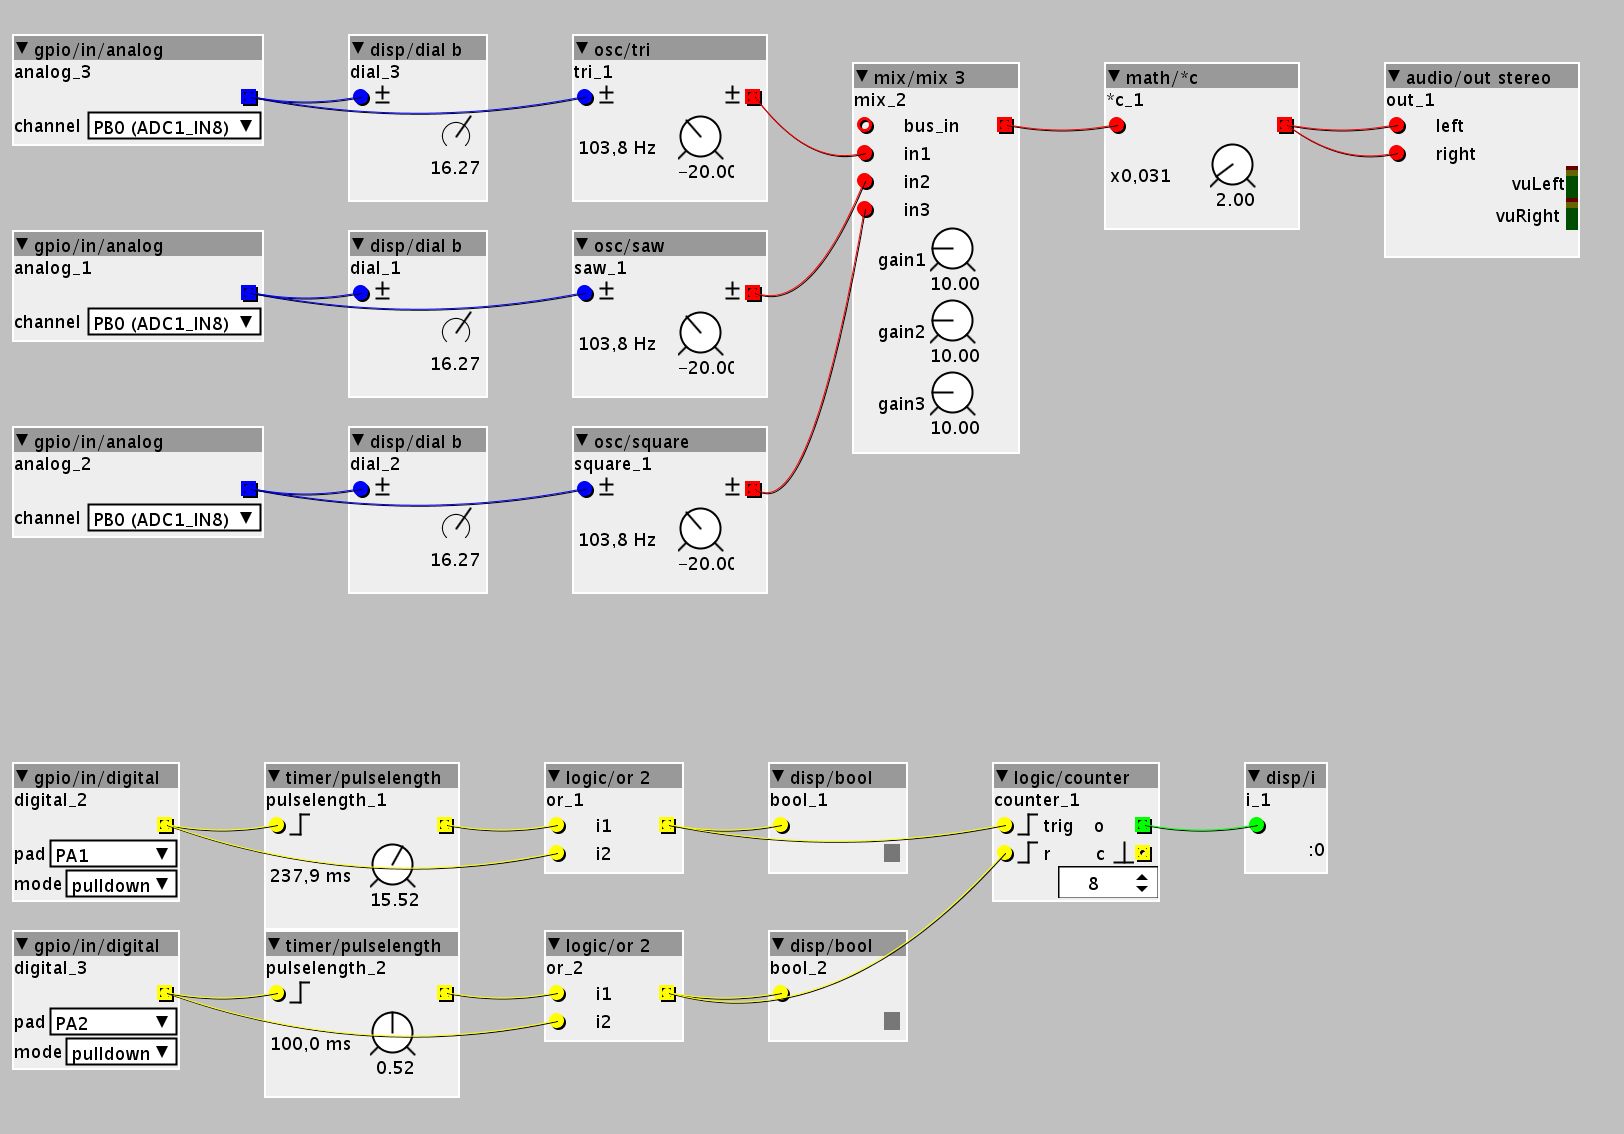 gpio/in/analog
analog_3
channel PB0 (ADC1_IN8)
disp/dial b
dial_3
±
16.27
osc/tri
tri_1
± ±
103,8 Hz
-20.00
gpio/in/analog
analog_1
channel PB0 (ADC1_IN8)
disp/dial b
dial_1
±
16.27
osc/saw
saw_1
± ±
103,8 Hz
-20.00
gpio/in/analog
analog_2
channel PB0 (ADC1_IN8)
disp/dial b
dial_2
±
16.27
osc/square
square_1
± ±
103,8 Hz
-20.00
mix/mix 3
mix_2
bus_in
in1
in2
in3
gain1
10.00
gain2
10.00
gain3
10.00
math/*c
*c_1
x0,031
2.00
audio/out stereo
out_1
left
right
vuLeft
vuRight
gpio/in/digital
digital_2
pad PA1
mode pulldown
timer/pulselength
pulselength_1
237,9 ms
15.52
logic/or 2
or_1
i1
i2
disp/bool
bool_1
logic/counter
counter_1
trig o
r c
8
disp/i
i_1
:0
gpio/in/digital
digital_3
pad PA2
mode pulldown
timer/pulselength
pulselength_2
100,0 ms
0.52
logic/or 2
or_2
i1
i2
disp/bool
bool_2